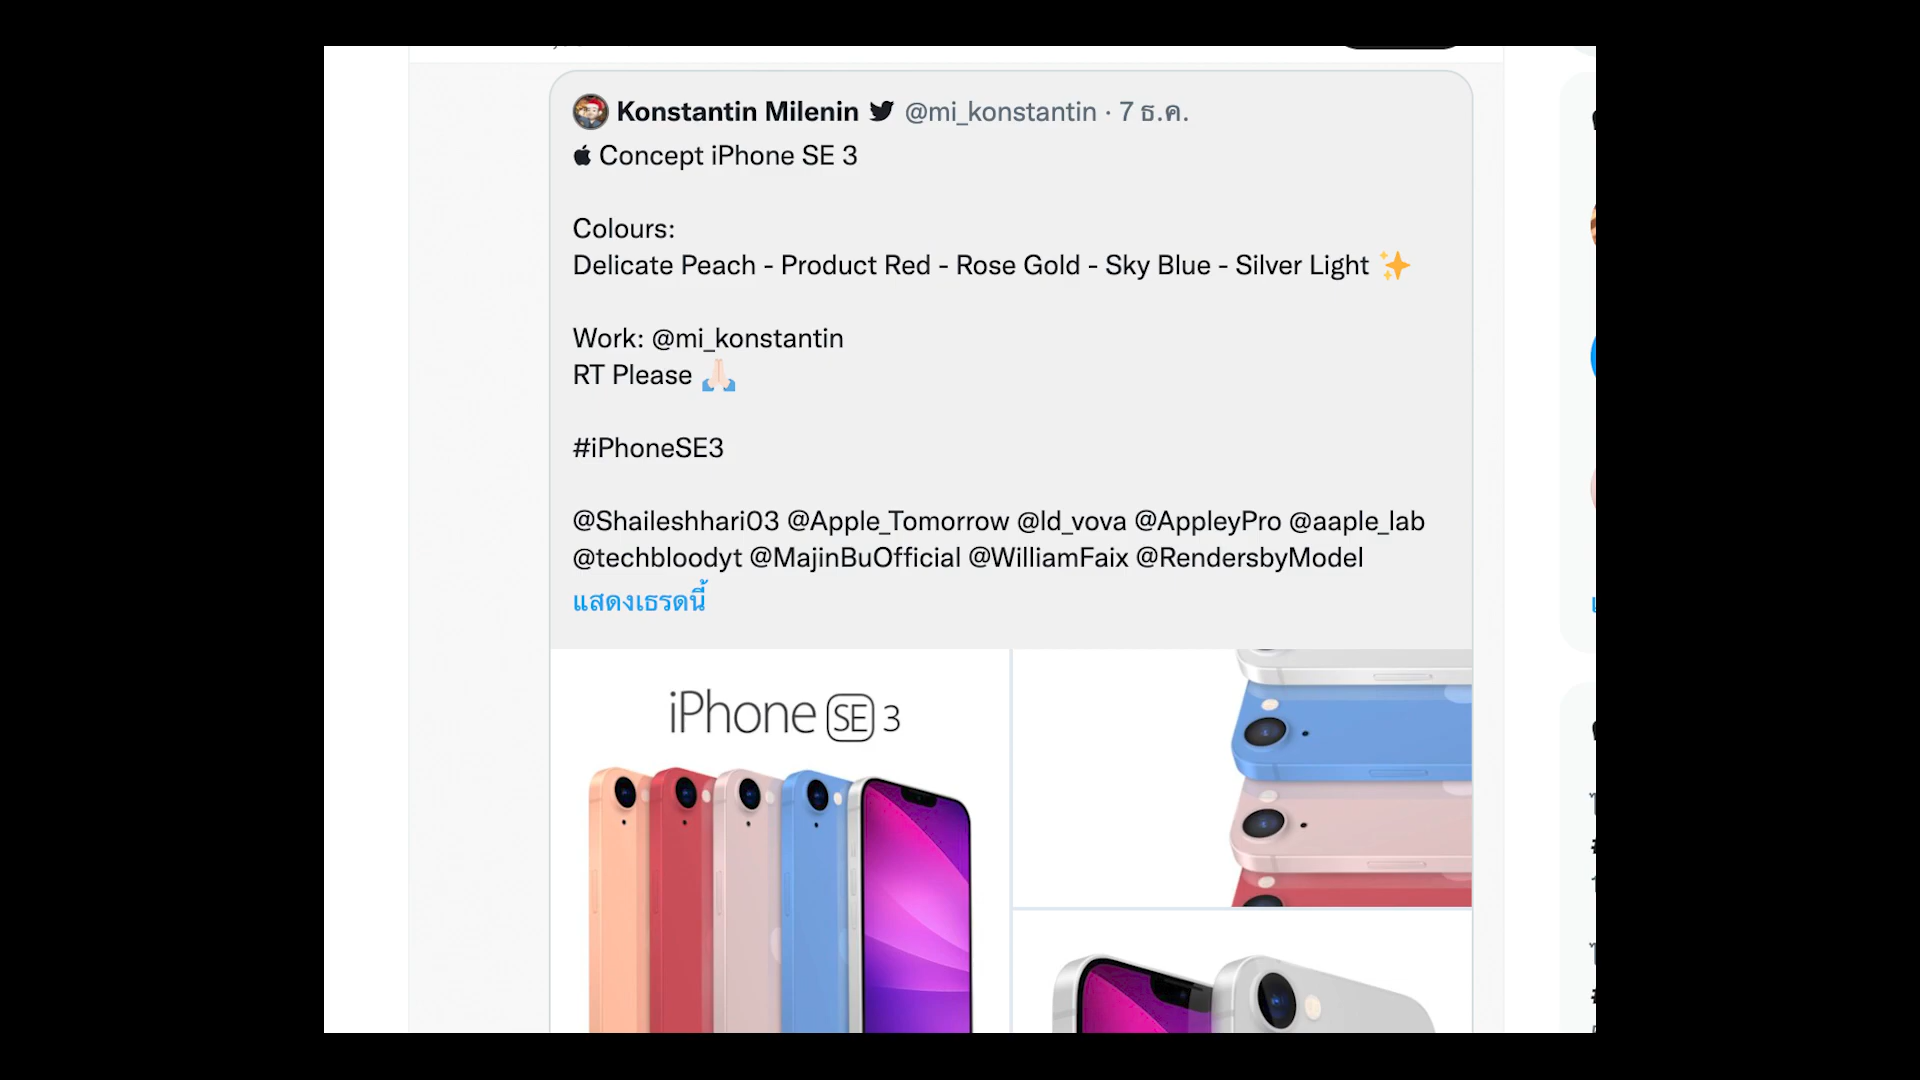 Konstantin Milenin @mi_konstantin · 7 ธ.ค.
Concept iPhone SE 3
Colours:
Delicate Peach - Product Red - Rose Gold - Sky Blue - Silver Light ✨
Work: @mi_konstantin
RT Please 🙏🏻
#iPhoneSE3
@Shaileshhari03 @Apple_Tomorrow @ld_vova @AppleyPro @aaple_lab
@techbloodyt @MajinBuOfficial @WilliamFaix @RendersbyModel
แสดงเธรดนี้
iPhone SE 3